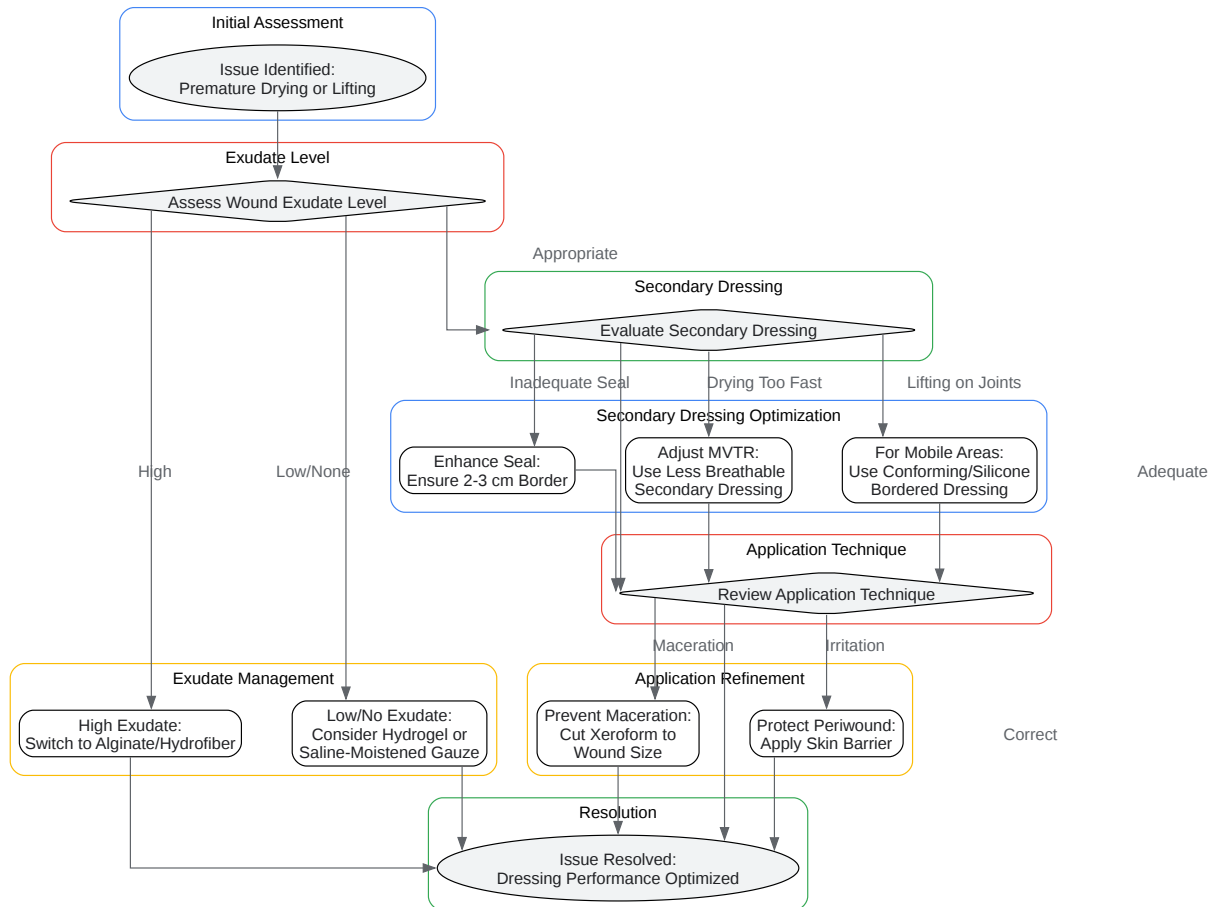 Initial Assessment
Issue Identified:
Premature Drying or Lifting
Exudate Level
Assess Wound Exudate Level
Appropriate
Secondary Dressing
Evaluate Secondary Dressing
Inadequate Seal
Drying Too Fast
Lifting on Joints
Secondary Dressing Optimization
High
Low/None
Enhance Seal:
Ensure 2-3 cm Border
Adjust MVTR:
Use Less Breathable
Secondary Dressing
For Mobile Areas:
Use Conforming/Silicone
Bordered Dressing
Adequate
Application Technique
Review Application Technique
Maceration
Irritation
Exudate Management
High Exudate:
Switch to Alginate/Hydrofiber
Low/No Exudate:
Consider Hydrogel or
Saline-Moistened Gauze
Application Refinement
Prevent Maceration:
Cut Xeroform to
Wound Size
Protect Periwound:
Apply Skin Barrier
Correct
Resolution
Issue Resolved:
Dressing Performance Optimized